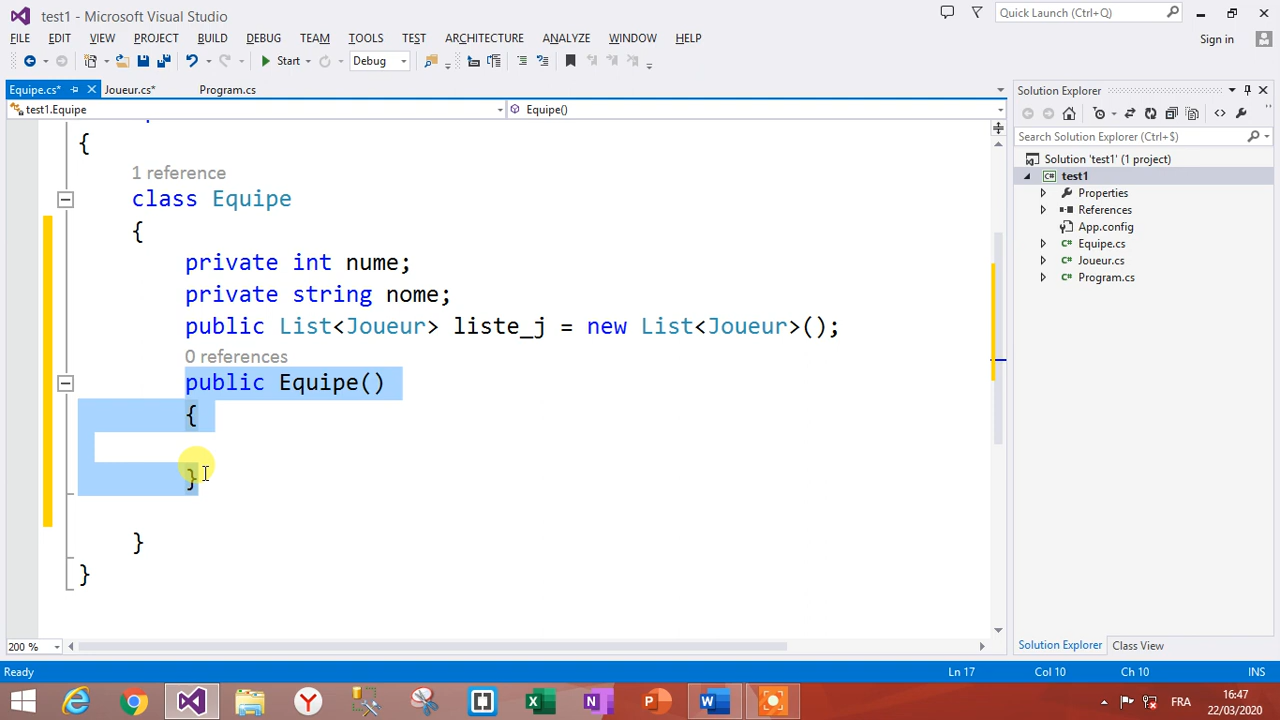 test1 - Microsoft Visual Studio
Quick Launch (Ctrl+Q)
FILE EDIT VIEW PROJECT BUILD DEBUG TEAM TOOLS TEST ARCHITECTURE ANALYZE WINDOW HELP
Sign in
Start Debug
Equipe.cs* Joueur.cs* Program.cs
test1.Equipe Equipe()
{
1 reference
class Equipe
{
private int nume;
private string nome;
public List<Joueur> liste_j = new List<Joueur>();
0 references
public Equipe()
{
}
}
}
200 %
Solution Explorer
Search Solution Explorer (Ctrl+$)
Solution 'test1' (1 project)
test1
Properties
References
App.config
Equipe.cs
Joueur.cs
Program.cs
Solution Explorer Class View
Ready Ln 17 Col 10 Ch 10 INS
FRA
16:47
22/03/2020